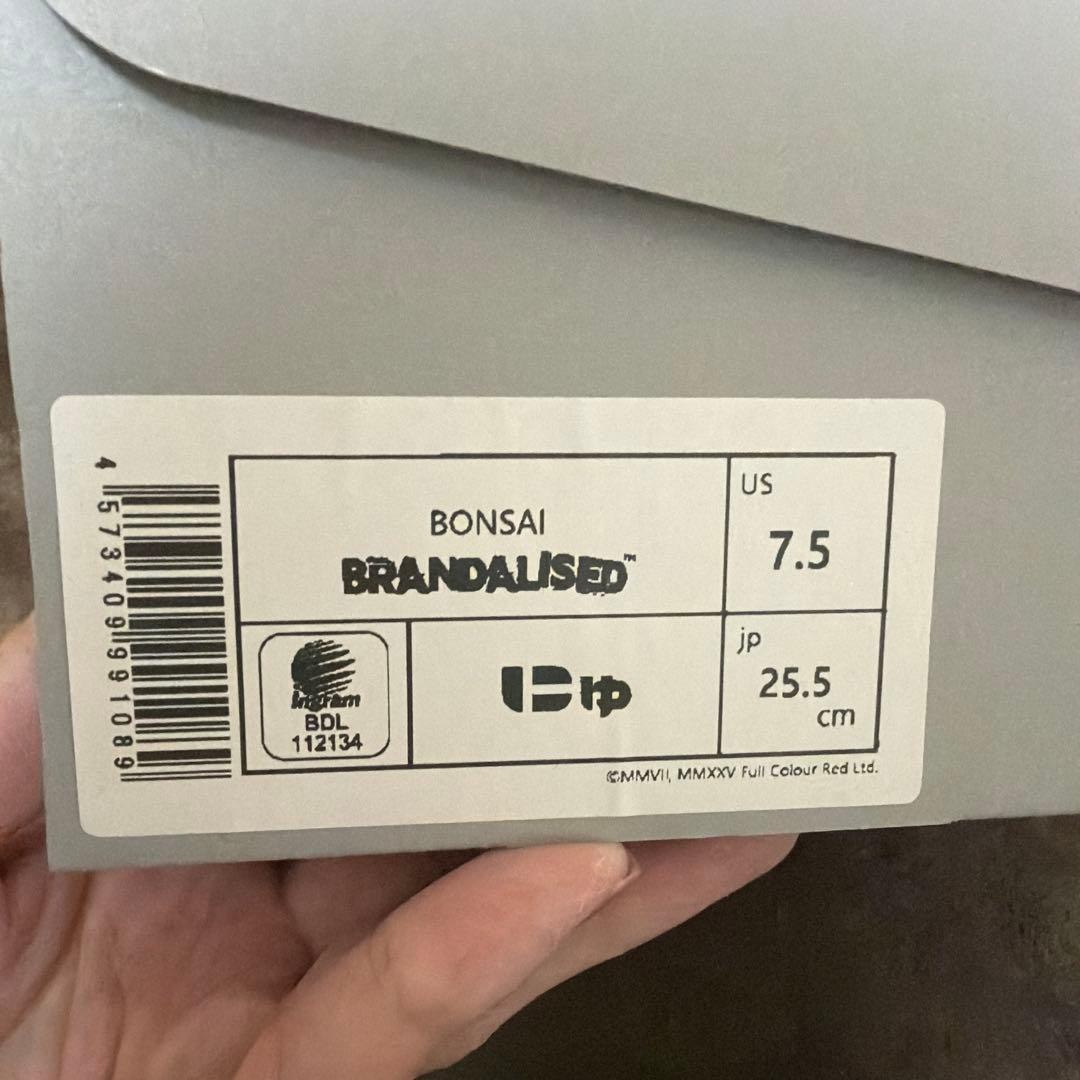 4 573409 991089
BONSAI
BRANDALISED™
US
7.5
Ingram
BDL
112134
jp
25.5
cm
©MMVII, MMXXV Full Colour Red Ltd.